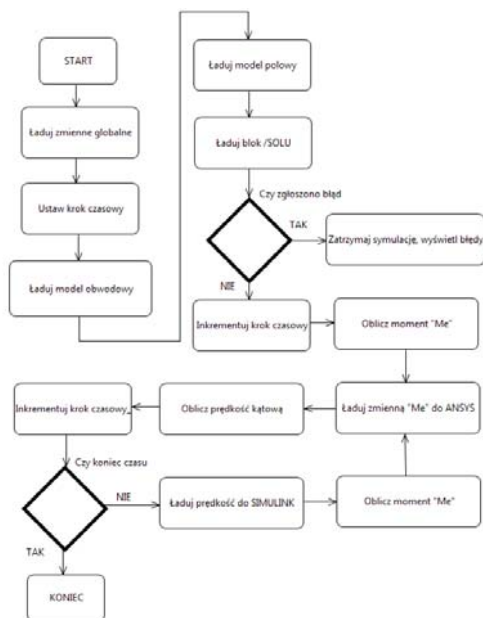 START
Ładuj zmienne globalne
Ustaw krok czasowy
Ładuj model obwodowy
Ładuj model polowy
Ładuj blok /SOLU
Czy zgłoszono błąd
TAK
Zatrzymaj symulację, wyświetl błędy
NIE
Inkrementuj krok czasowy
Oblicz moment "Me"
Ładuj zmienną "Me" do ANSYS
Oblicz prędkość kątową
Inkrementuj krok czasowy
Czy koniec czasu
NIE
Ładuj prędkość do SIMULINK
Oblicz moment "Me"
TAK
KONIEC